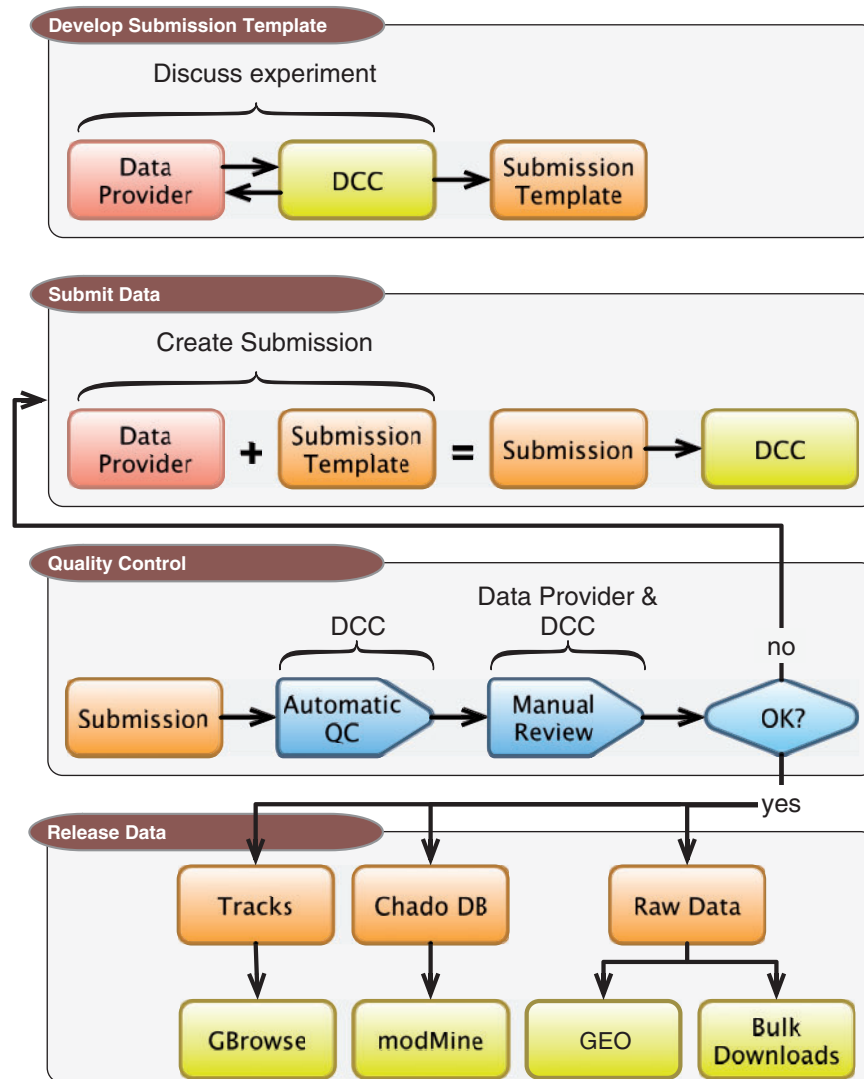 Develop Submission Template
Discuss experiment
Data
Provider
DCC
Submission
Template
Submit Data
Create Submission
Data
Provider
+
Submission
Template
=
Submission
DCC
Quality Control
DCC
Data Provider &
DCC
no
Submission
Automatic
QC
Manual
Review
OK?
yes
Release Data
Tracks
Chado DB
Raw Data
GBrowse
modMine
GEO
Bulk
Downloads